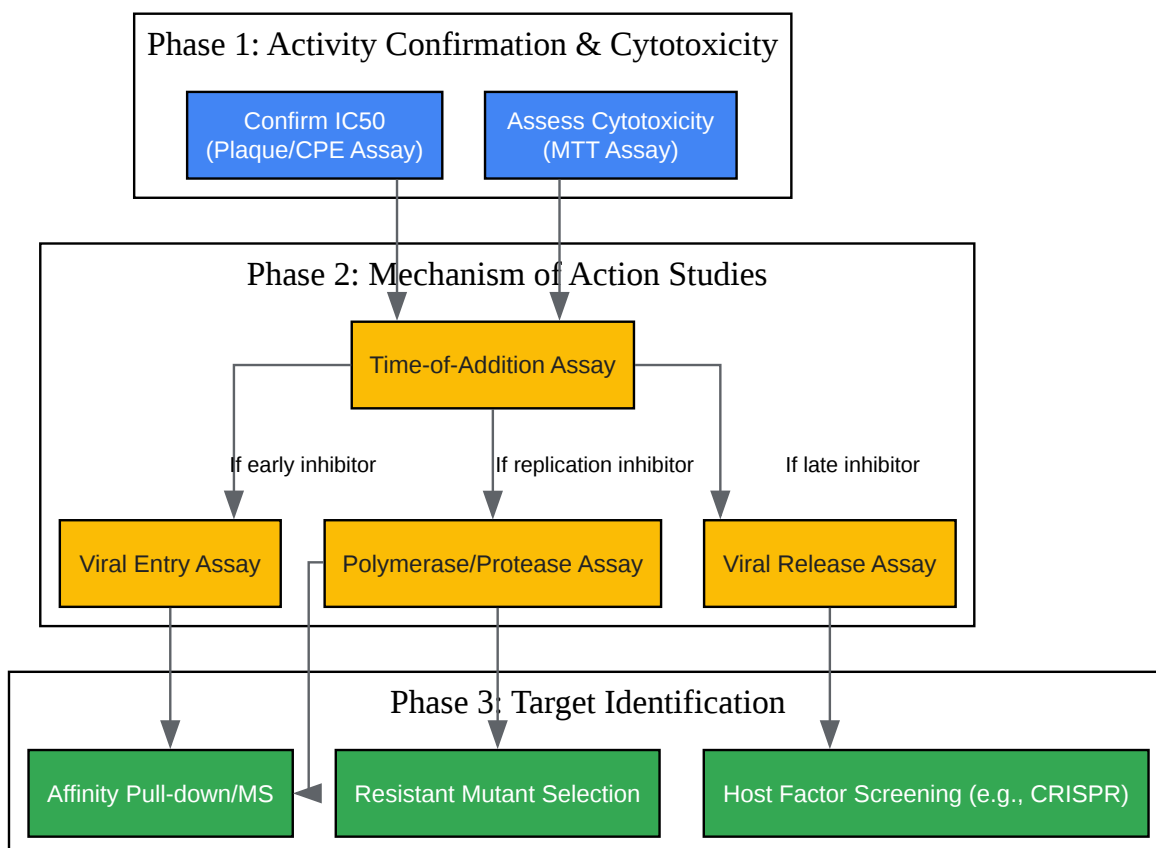 Phase 1: Activity Confirmation & Cytotoxicity
Confirm IC50
(Plaque/CPE Assay)
Assess Cytotoxicity
(MTT Assay)
Phase 2: Mechanism of Action Studies
Time-of-Addition Assay
If early inhibitor
If replication inhibitor
If late inhibitor
Viral Entry Assay
Polymerase/Protease Assay
Viral Release Assay
Phase 3: Target Identification
Affinity Pull-down/MS
Resistant Mutant Selection
Host Factor Screening (e.g., CRISPR)